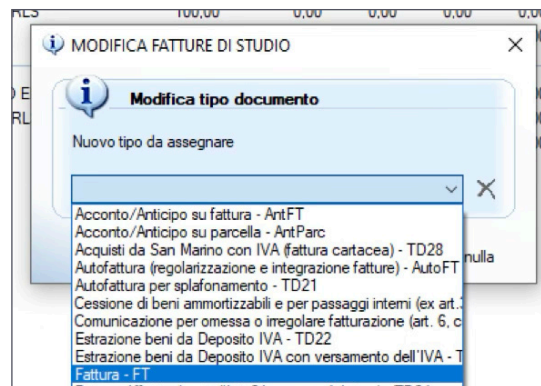 100,00 0,00 0,00 0,00
MODIFICA FATTURE DI STUDIO
Modifica tipo documento
Nuovo tipo da assegnare
Acconto/Anticipo su fattura - AntFT
Acconto/Anticipo su parcella - AntParc
Acquisti da San Marino con IVA (fattura cartacea) - TD28
nulla
Autofattura (regolarizzazione e integrazione fatture) - AutoFT
Autofattura per splafonamento - TD21
Cessione di beni ammortizzabili e per passaggi interni (ex art.
Comunicazione per omessa o irregolare fatturazione (art. 6, c
Estrazione beni da Deposito IVA - TD22
Estrazione beni da Deposito IVA con versamento dell'IVA - T
Fattura - FT